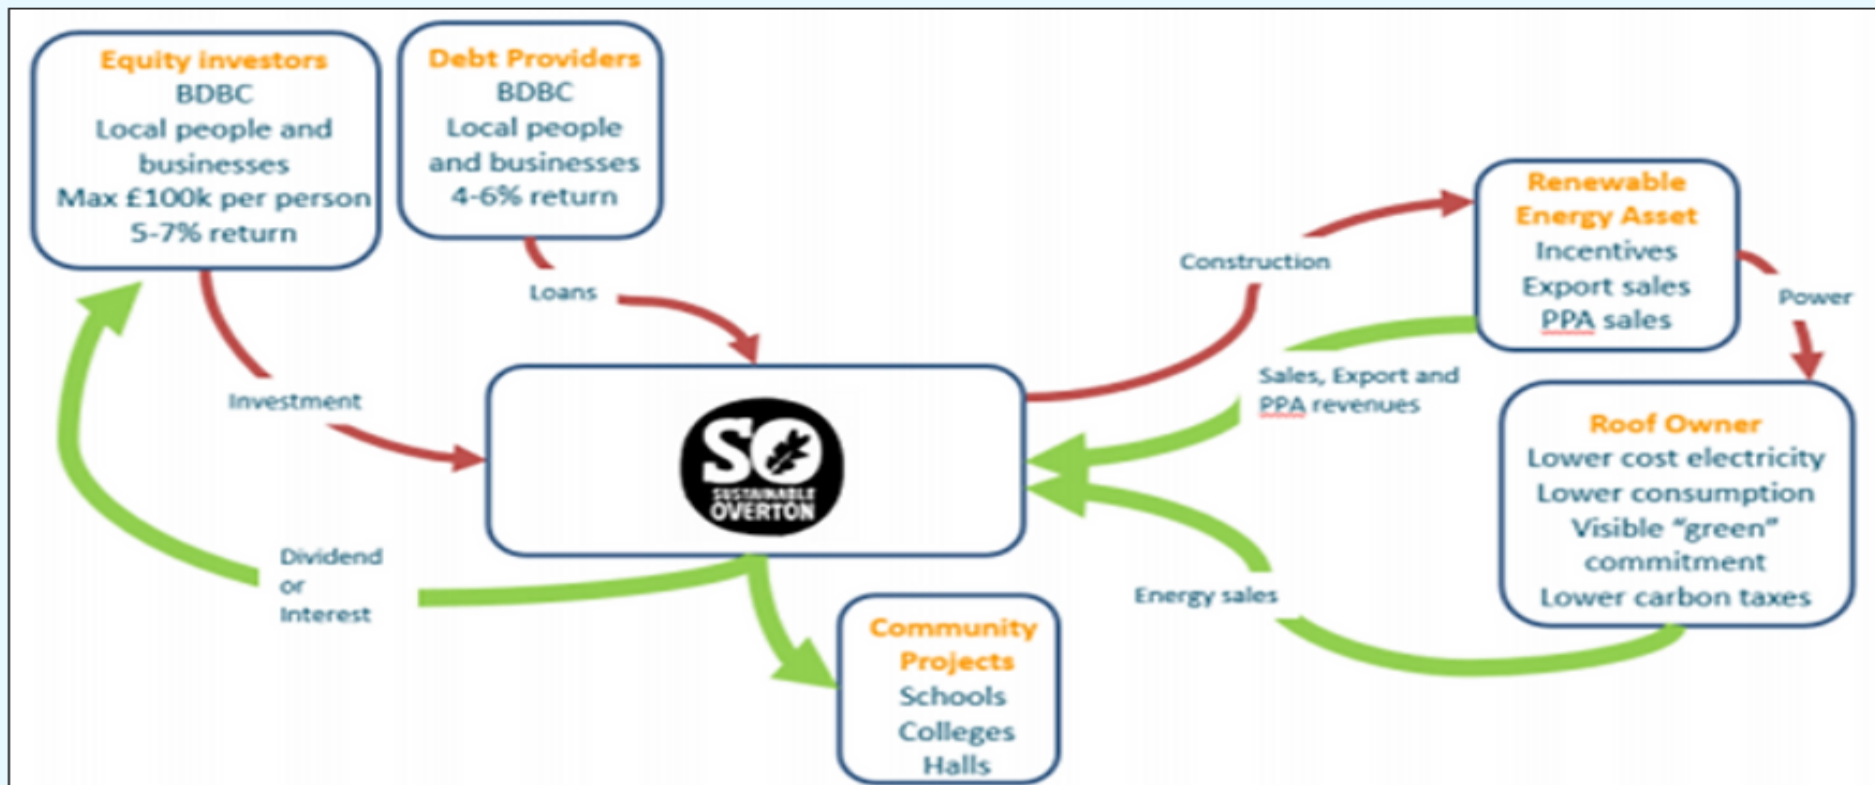 Equity investors
BDBC
Local people and
businesses
Max £100k per person
5-7% return
Debt Providers
BDBC
Local people
and businesses
4-6% return
Loans
Investment
SO
SUSTAINABLE
OVERTON
Dividend
or
Interest
Community
Projects
Schools
Colleges
Halls
Construction
Renewable
Energy Asset
Incentives
Export sales
PPA sales
Power
Sales, Export and
PPA revenues
Roof Owner
Lower cost electricity
Lower consumption
Visible “green”
commitment
Lower carbon taxes
Energy sales